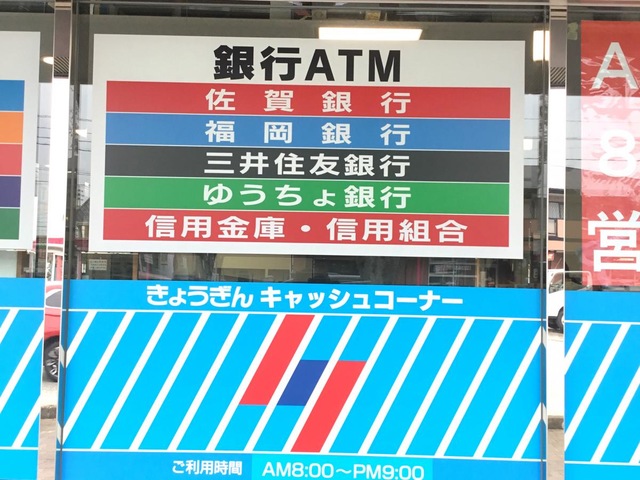 銀行ATM
佐賀銀行
福岡銀行
三井住友銀行
ゆうちょ銀行
信用金庫・信用組合
きょうぎん キャッシュコーナー
ご利用時間 AM8:00～PM9:00
A
8
営